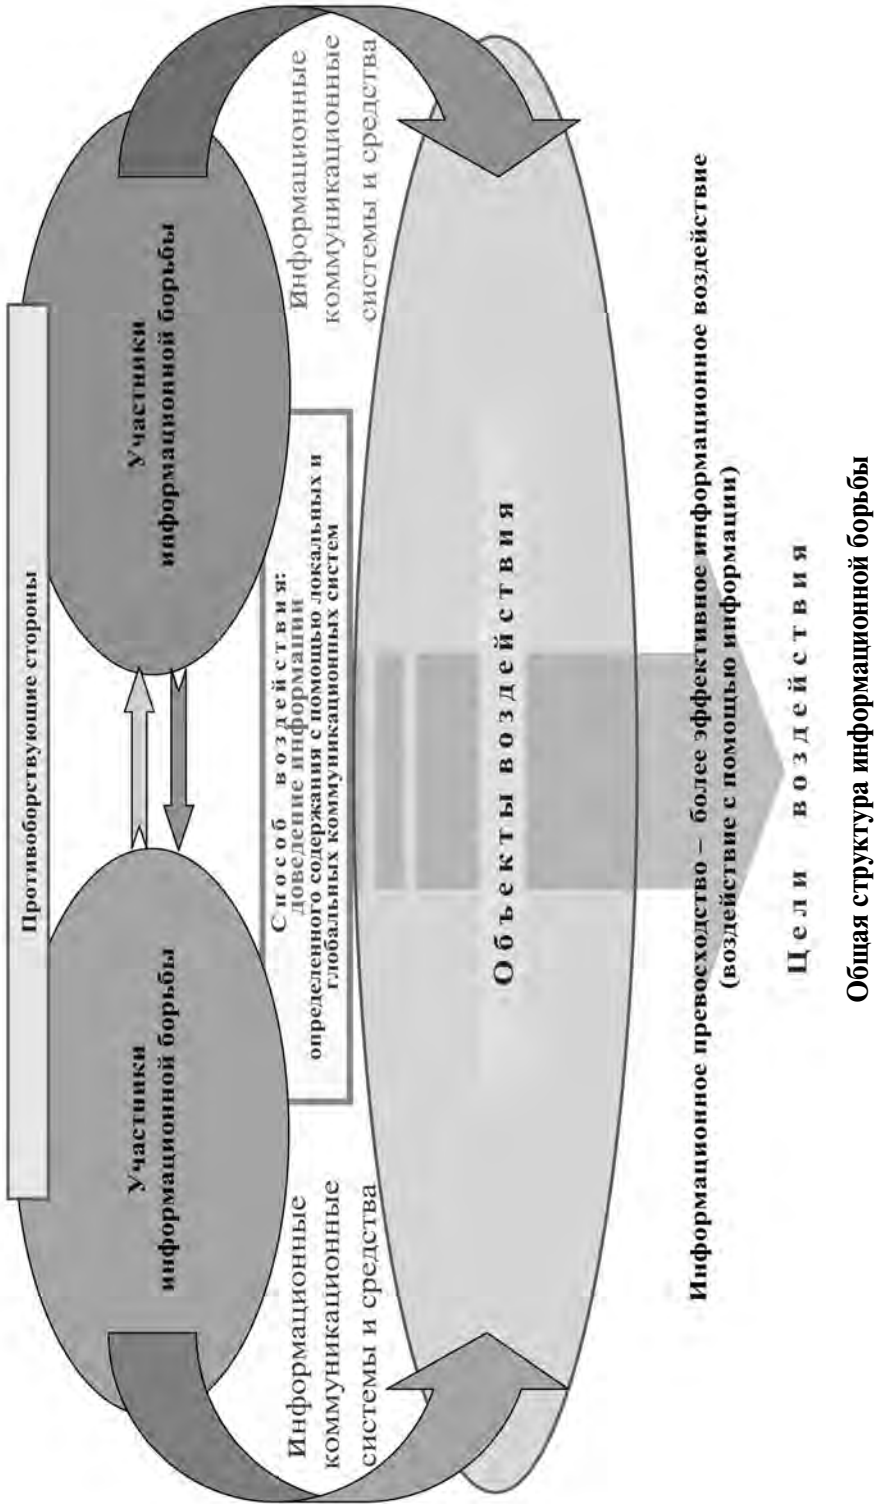 Противоборствующие стороны
Участники
информационной борьбы
Участники
информационной борьбы
Способ воздействия:
доведение информации
определенного содержания с помощью локальных и
глобальных коммуникационных систем
Информационные
коммуникационные
системы и средства
Информационные
коммуникационные
системы и средства
Объекты воздействия
Информационное превосходство – более эффективное информационное воздействие
(воздействие с помощью информации)
Цели воздействия
Общая структура информационной борьбы